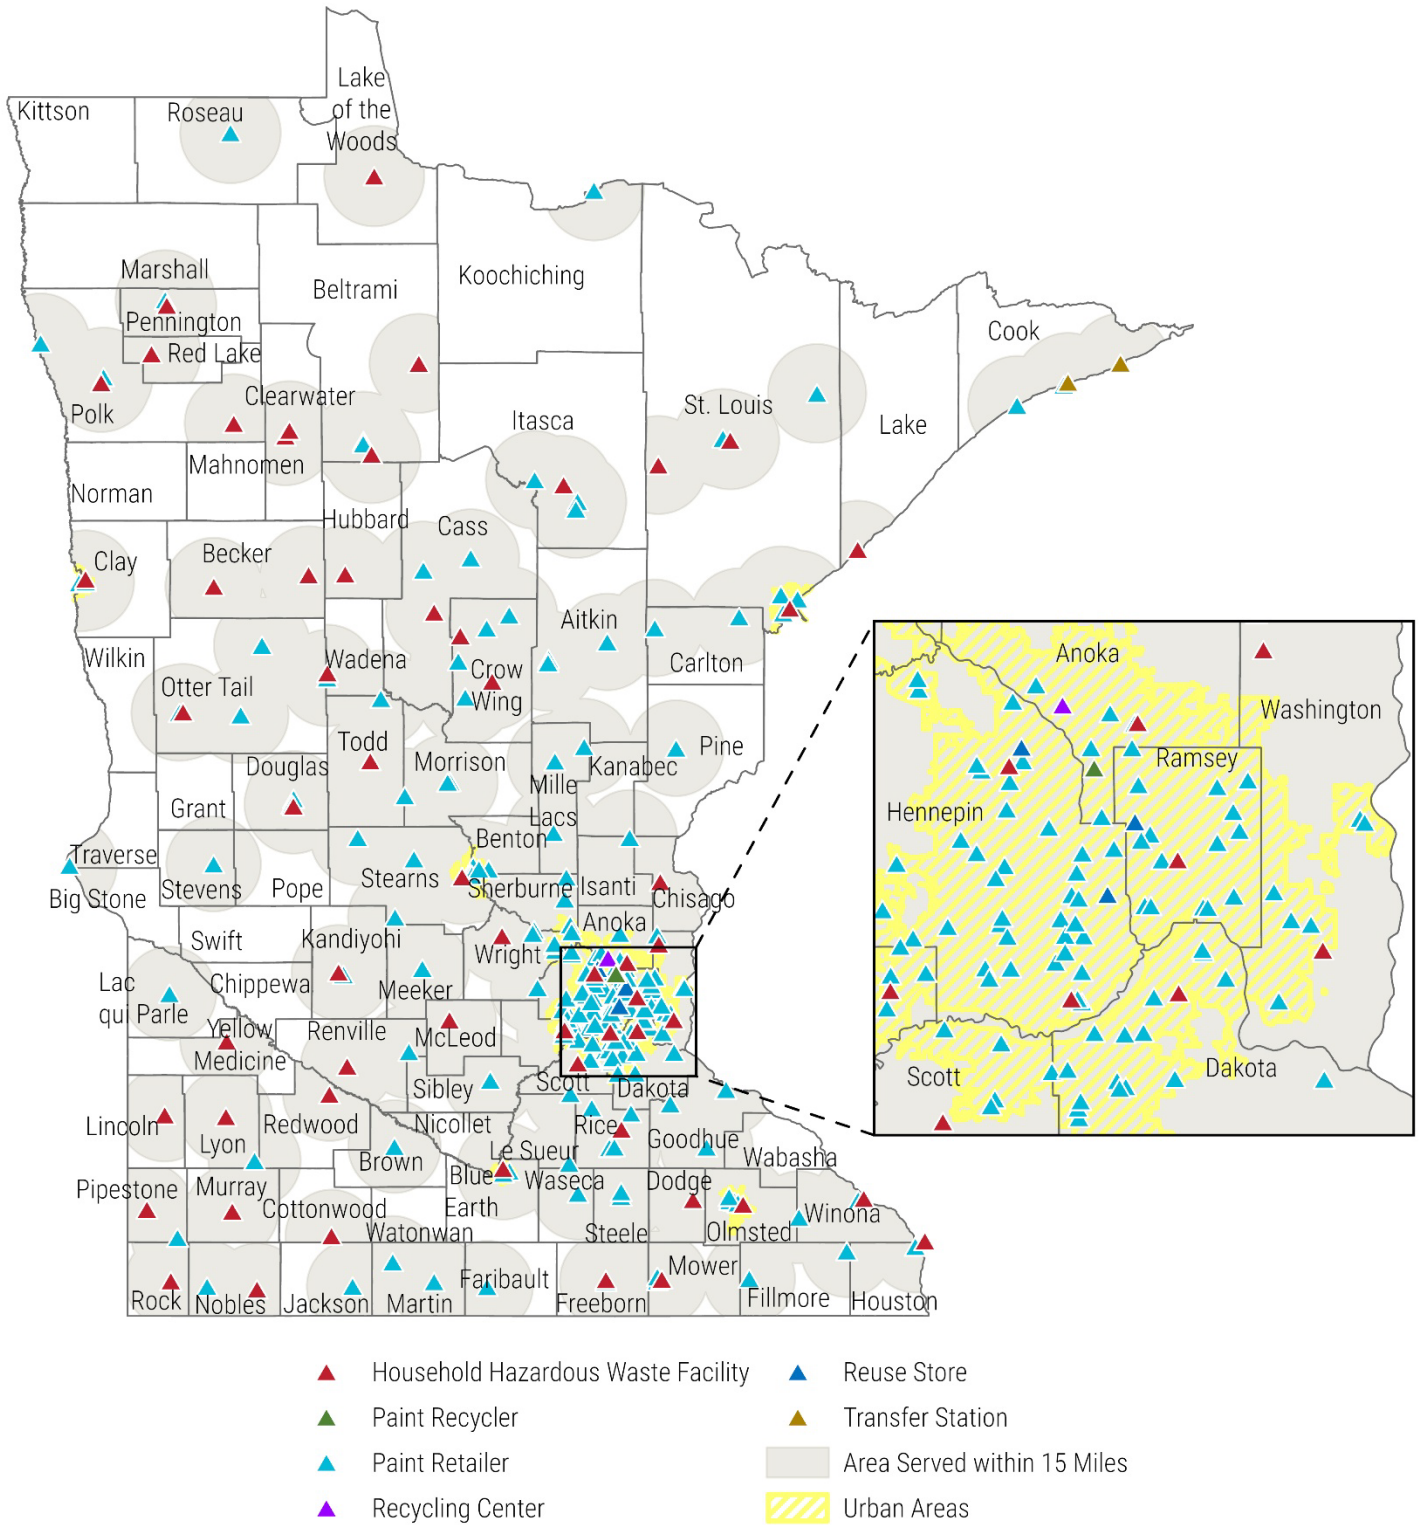 Kittson
Roseau
Lake
of the
Woods
Marshall
Beltrami
Koochiching
Pennington
Red Lake
Cook
Polk
Clearwater
Itasca
St. Louis
Lake
Mahnomen
Norman
Hubbard
Cass
Clay
Becker
Aitkin
Wilkin
Wadena
Carlton
Otter Tail
Crow
Wing
Todd
Morrison
Pine
Douglas
Mille
Lacs
Kanabec
Grant
Benton
Traverse
Stevens
Pope
Stearns
Sherburne
Isanti
Big Stone
Chisago
Anoka
Swift
Kandiyohi
Wright
Lac
qui Parle
Chippewa
Meeker
Yellow
Medicine
Renville
McLeod
Sibley
Scott
Dakota
Lincoln
Lyon
Redwood
Nicollet
Rice
Goodhue
Brown
Le Sueur
Wabasha
Pipestone
Murray
Cottonwood
Blue
Earth
Waseca
Dodge
Watonwan
Steele
Olmsted
Winona
Rock
Nobles
Jackson
Martin
Faribault
Freeborn
Mower
Fillmore
Houston
Anoka
Washington
Ramsey
Hennepin
Scott
Dakota
Household Hazardous Waste Facility
Paint Recycler
Paint Retailer
Recycling Center
Reuse Store
Transfer Station
Area Served within 15 Miles
Urban Areas